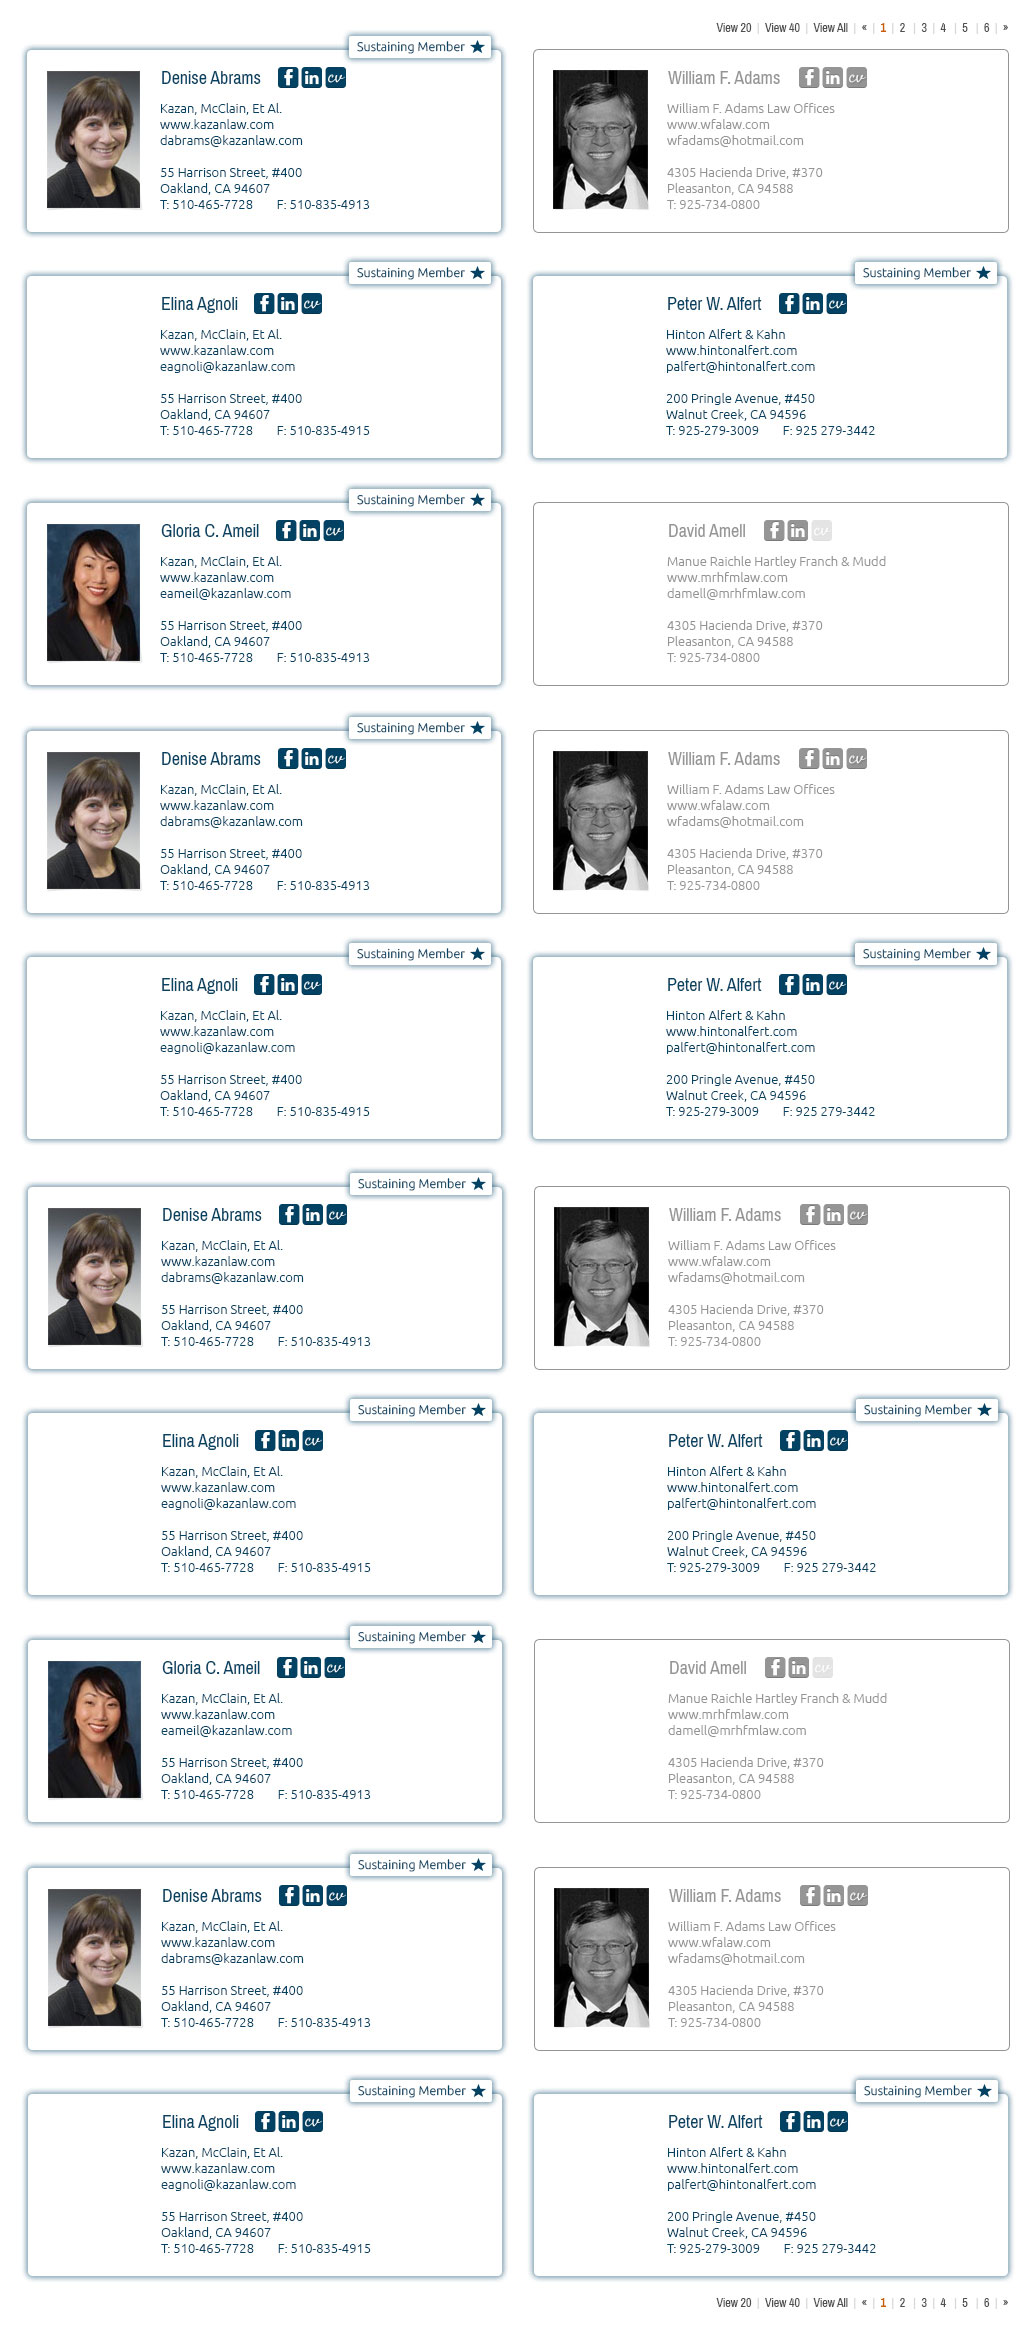 View 20 | View 40 | View All | « | 1 | 2 | 3 | 4 | 5 | 6 | »
Sustaining Member
Denise Abrams
Kazan, McClain, Et Al.
www.kazanlaw.com
dabrams@kazanlaw.com
55 Harrison Street, #400
Oakland, CA 94607
T: 510-465-7728 F: 510-835-4913
William F. Adams
William F. Adams Law Offices
www.wfalaw.com
wfadams@hotmail.com
4305 Hacienda Drive, #370
Pleasanton, CA 94588
T: 925-734-0800
Sustaining Member
Elina Agnoli
Kazan, McClain, Et Al.
www.kazanlaw.com
eagnoli@kazanlaw.com
55 Harrison Street, #400
Oakland, CA 94607
T: 510-465-7728 F: 510-835-4915
Sustaining Member
Peter W. Alfert
Hinton Alfert & Kahn
www.hintonalfert.com
palfert@hintonalfert.com
200 Pringle Avenue, #450
Walnut Creek, CA 94596
T: 925-279-3009 F: 925 279-3442
Sustaining Member
Gloria C. Ameil
Kazan, McClain, Et Al.
www.kazanlaw.com
eameil@kazanlaw.com
55 Harrison Street, #400
Oakland, CA 94607
T: 510-465-7728 F: 510-835-4913
David Amell
Manue Raichle Hartley Franch & Mudd
www.mrhfmlaw.com
damell@mrhfmlaw.com
4305 Hacienda Drive, #370
Pleasanton, CA 94588
T: 925-734-0800
Sustaining Member
Denise Abrams
Kazan, McClain, Et Al.
www.kazanlaw.com
dabrams@kazanlaw.com
55 Harrison Street, #400
Oakland, CA 94607
T: 510-465-7728 F: 510-835-4913
William F. Adams
William F. Adams Law Offices
www.wfalaw.com
wfadams@hotmail.com
4305 Hacienda Drive, #370
Pleasanton, CA 94588
T: 925-734-0800
Sustaining Member
Elina Agnoli
Kazan, McClain, Et Al.
www.kazanlaw.com
eagnoli@kazanlaw.com
55 Harrison Street, #400
Oakland, CA 94607
T: 510-465-7728 F: 510-835-4915
Sustaining Member
Peter W. Alfert
Hinton Alfert & Kahn
www.hintonalfert.com
palfert@hintonalfert.com
200 Pringle Avenue, #450
Walnut Creek, CA 94596
T: 925-279-3009 F: 925 279-3442
Sustaining Member
Denise Abrams
Kazan, McClain, Et Al.
www.kazanlaw.com
dabrams@kazanlaw.com
55 Harrison Street, #400
Oakland, CA 94607
T: 510-465-7728 F: 510-835-4913
William F. Adams
William F. Adams Law Offices
www.wfalaw.com
wfadams@hotmail.com
4305 Hacienda Drive, #370
Pleasanton, CA 94588
T: 925-734-0800
Sustaining Member
Elina Agnoli
Kazan, McClain, Et Al.
www.kazanlaw.com
eagnoli@kazanlaw.com
55 Harrison Street, #400
Oakland, CA 94607
T: 510-465-7728 F: 510-835-4915
Sustaining Member
Peter W. Alfert
Hinton Alfert & Kahn
www.hintonalfert.com
palfert@hintonalfert.com
200 Pringle Avenue, #450
Walnut Creek, CA 94596
T: 925-279-3009 F: 925 279-3442
Sustaining Member
Gloria C. Ameil
Kazan, McClain, Et Al.
www.kazanlaw.com
eameil@kazanlaw.com
55 Harrison Street, #400
Oakland, CA 94607
T: 510-465-7728 F: 510-835-4913
David Amell
Manue Raichle Hartley Franch & Mudd
www.mrhfmlaw.com
damell@mrhfmlaw.com
4305 Hacienda Drive, #370
Pleasanton, CA 94588
T: 925-734-0800
Sustaining Member
Denise Abrams
Kazan, McClain, Et Al.
www.kazanlaw.com
dabrams@kazanlaw.com
55 Harrison Street, #400
Oakland, CA 94607
T: 510-465-7728 F: 510-835-4913
William F. Adams
William F. Adams Law Offices
www.wfalaw.com
wfadams@hotmail.com
4305 Hacienda Drive, #370
Pleasanton, CA 94588
T: 925-734-0800
Sustaining Member
Elina Agnoli
Kazan, McClain, Et Al.
www.kazanlaw.com
eagnoli@kazanlaw.com
55 Harrison Street, #400
Oakland, CA 94607
T: 510-465-7728 F: 510-835-4915
Sustaining Member
Peter W. Alfert
Hinton Alfert & Kahn
www.hintonalfert.com
palfert@hintonalfert.com
200 Pringle Avenue, #450
Walnut Creek, CA 94596
T: 925-279-3009 F: 925 279-3442
View 20 | View 40 | View All | « | 1 | 2 | 3 | 4 | 5 | 6 | »